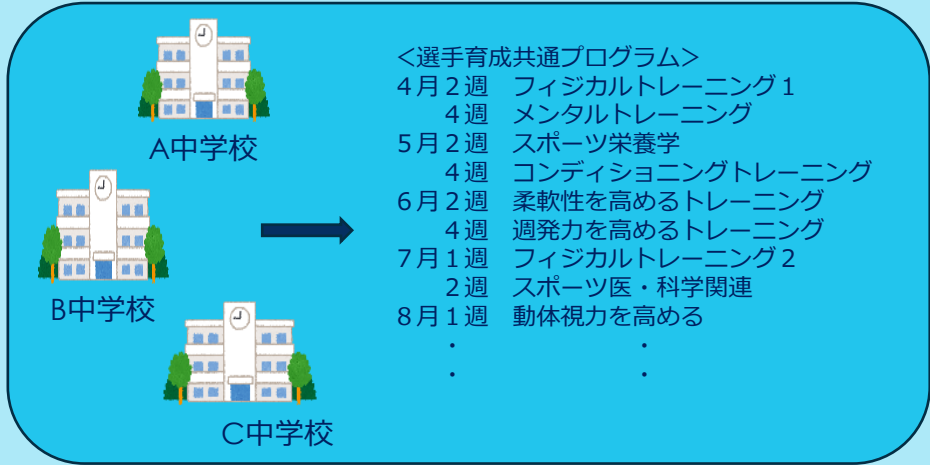 A中学校
B中学校
C中学校
＜選手育成共通プログラム＞
４月２週　フィジカルトレーニング１
４週　メンタルトレーニング
５月２週　スポーツ栄養学
４週　コンディショニングトレーニング
６月２週　柔軟性を高めるトレーニング
４週　週発力を高めるトレーニング
７月１週　フィジカルトレーニング２
２週　スポーツ医・科学関連
８月１週　動体視力を高める
・　・
・　・